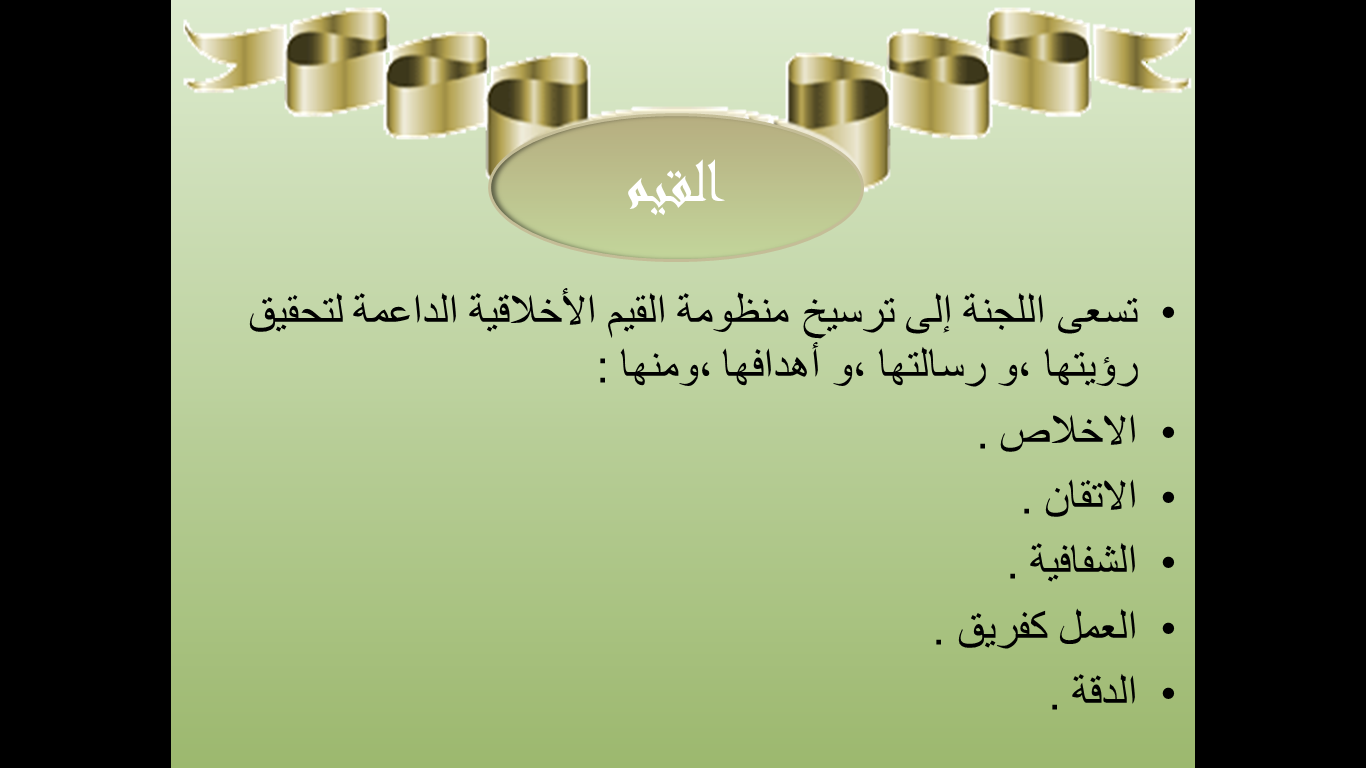 القيم
• تسعى اللجنة إلى ترسيخ منظومة القيم الأخلاقية الداعمة لتحقيق
رؤيتها ،و رسالتها ،و أهدافها ،ومنها :
• الاخلاص .
• الاتقان .
• الشفافية .
• العمل كفريق .
• الدقة .